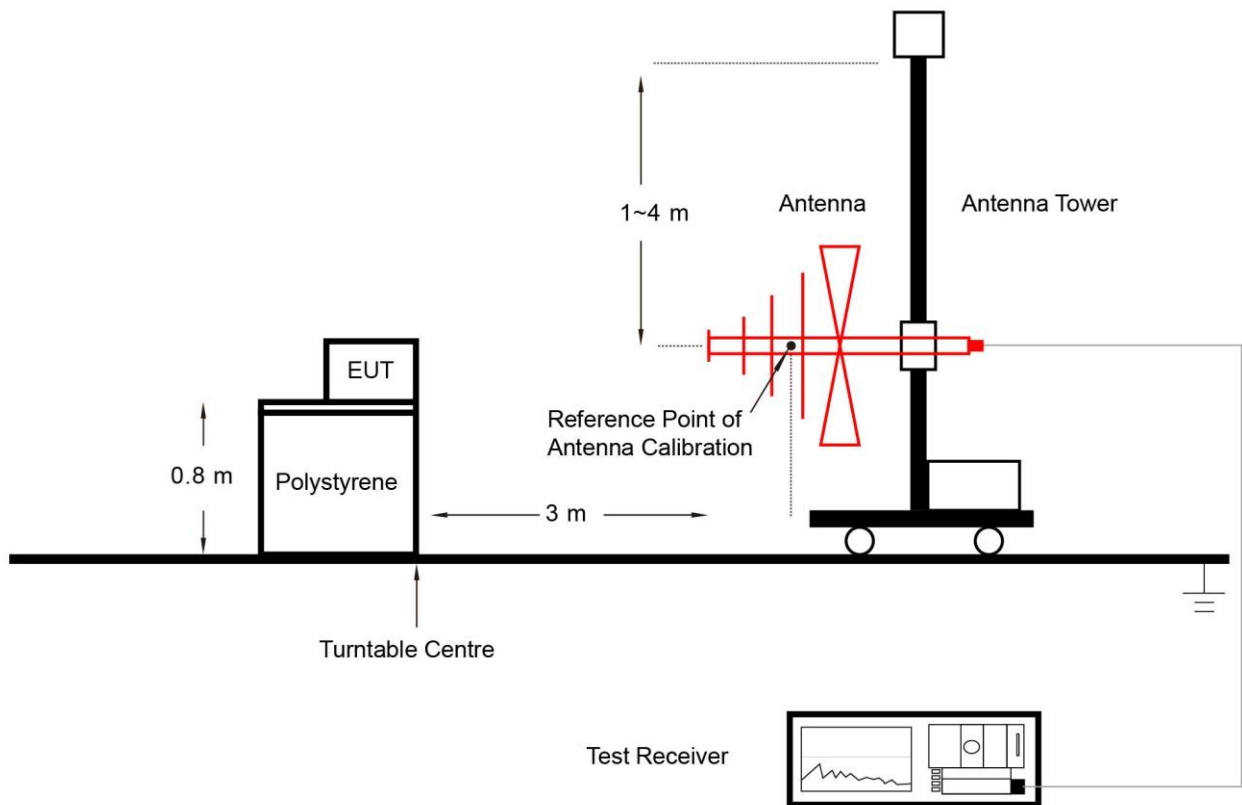 1~4 m
Antenna
Antenna Tower
EUT
Reference Point of
Antenna Calibration
0.8 m
Polystyrene
3 m
Turntable Centre
Test Receiver